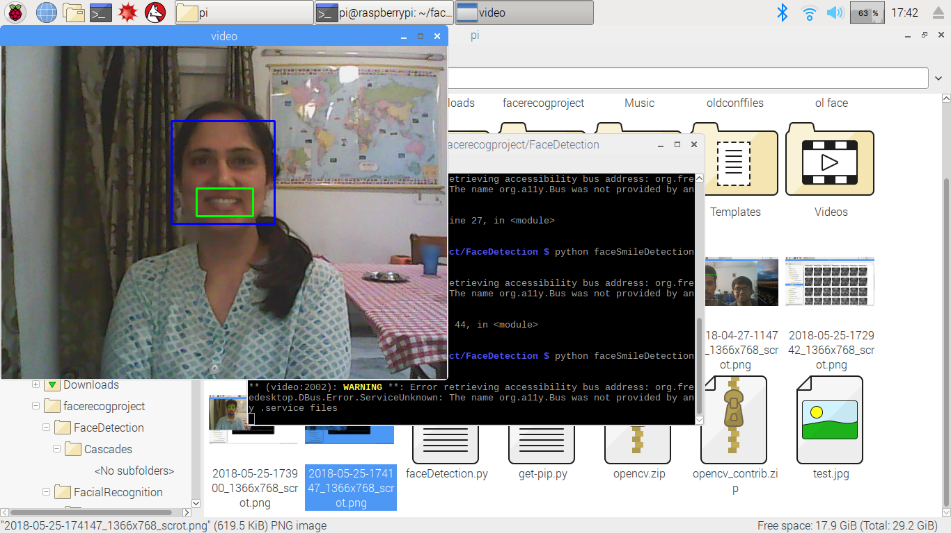 pi
pi@raspberrypi: ~/fac...
video
63 %
17:42
video
pi
loads
facerecogproject
Music
oldconffiles
ol face
acerecogproject/FaceDetection
etrieving accessibility bus address: org.fre
The name org.a11y.Bus was not provided by an
ine 27, in <module>
ct/FaceDetection $ python faceSmileDetection
etrieving accessibility bus address: org.fre
The name org.a11y.Bus was not provided by an
44, in <module>
ct/FaceDetection $ python faceSmileDetection
** (video:2002): WARNING **: Error retrieving accessibility bus address: org.fre
edesktop.DBus.Error.ServiceUnknown: The name org.a11y.Bus was not provided by an
y .service files
Templates
Videos
18-04-27-1147
_1366x768_scr
ot.png
2018-05-25-1729
42_1366x768_scr
ot.png
Downloads
facerecogproject
FaceDetection
Cascades
<No subfolders>
FacialRecognition
2018-05-25-1739
00_1366x768_scr
ot.png
2018-05-25-1741
47_1366x768_scr
ot.png
faceDetection.py
get-pip.py
opencv.zip
opencv_contrib.zi
p
test.jpg
"2018-05-25-174147_1366x768_scrot.png" (619.5 KiB) PNG image
Free space: 17.9 GiB (Total: 29.2 GiB)